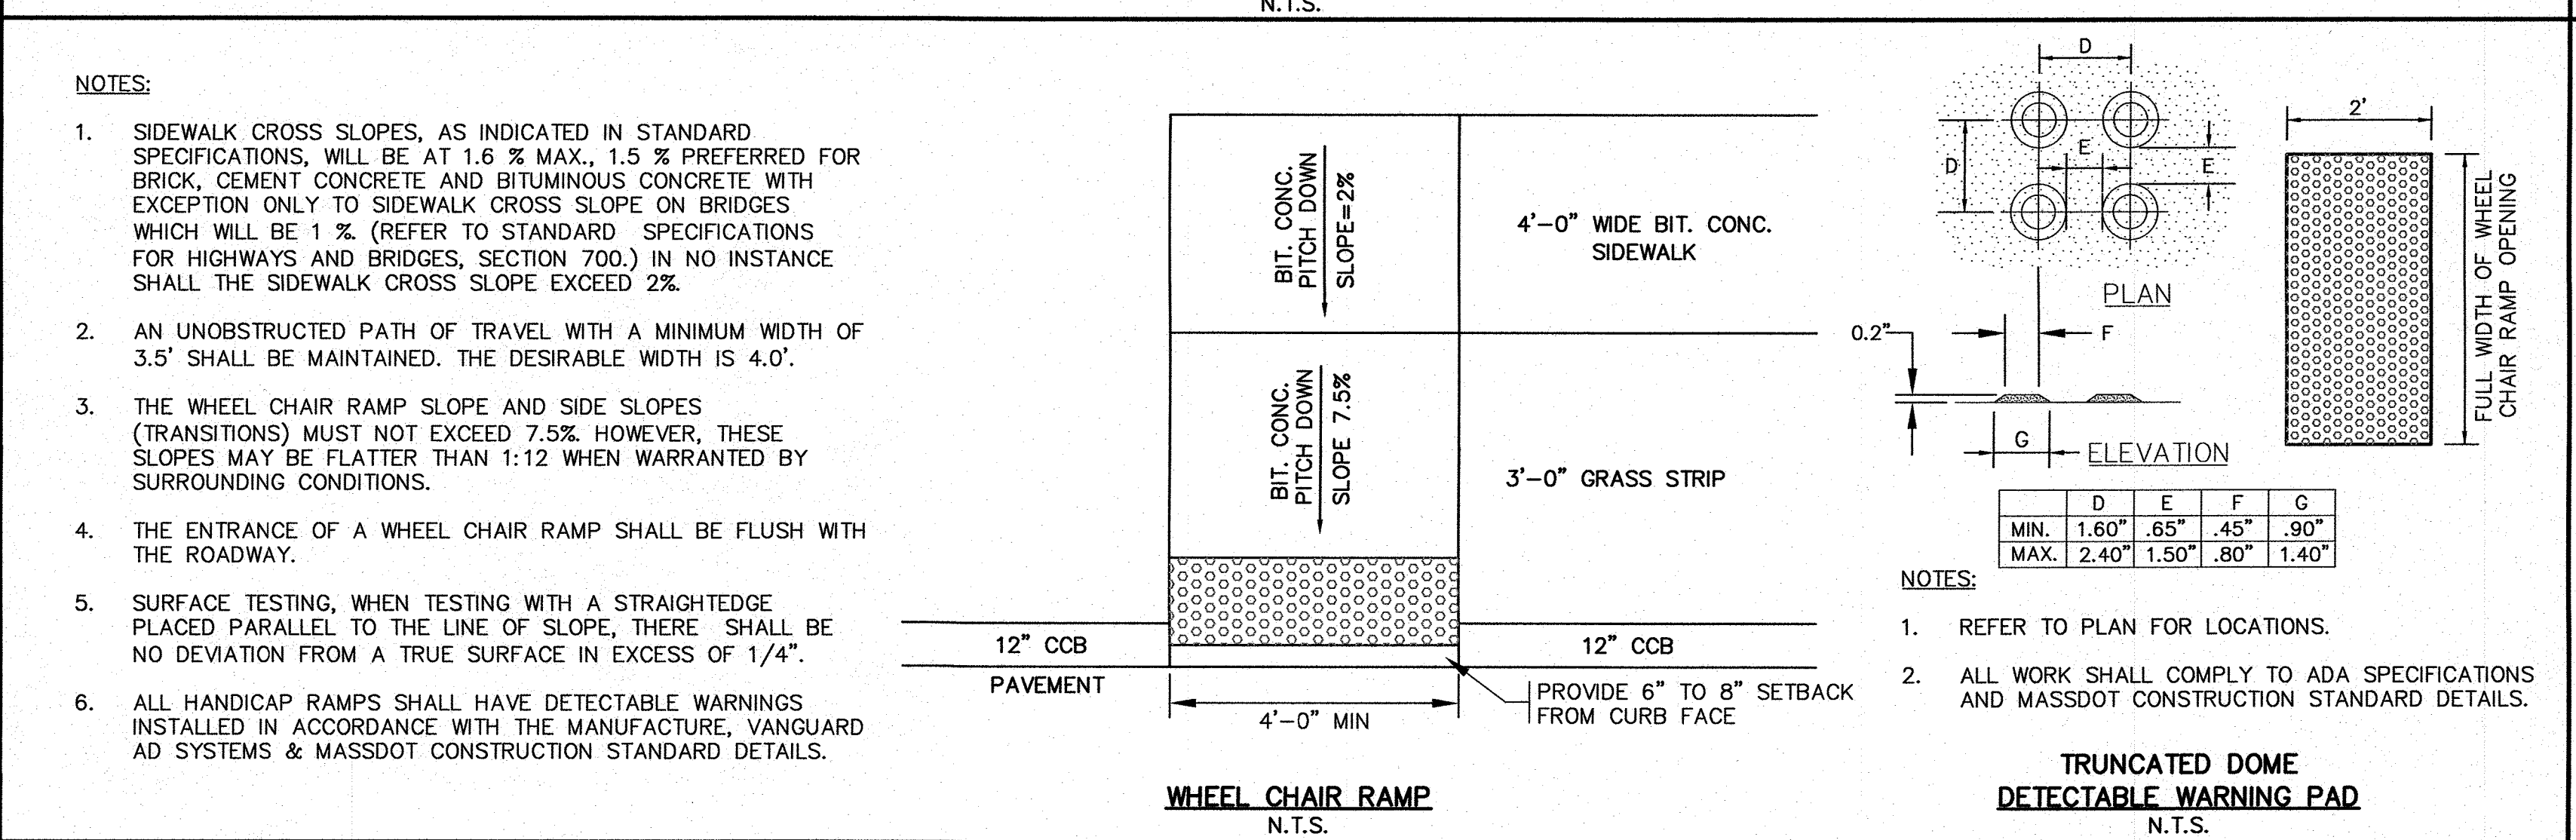 N.T.S.
NOTES:
1. SIDEWALK CROSS SLOPES, AS INDICATED IN STANDARD
SPECIFICATIONS, WILL BE AT 1.6 % MAX., 1.5 % PREFERRED FOR
BRICK, CEMENT CONCRETE AND BITUMINOUS CONCRETE WITH
EXCEPTION ONLY TO SIDEWALK CROSS SLOPE ON BRIDGES
WHICH WILL BE 1 %. (REFER TO STANDARD SPECIFICATIONS
FOR HIGHWAYS AND BRIDGES, SECTION 700.) IN NO INSTANCE
SHALL THE SIDEWALK CROSS SLOPE EXCEED 2%.
2. AN UNOBSTRUCTED PATH OF TRAVEL WITH A MINIMUM WIDTH OF
3.5' SHALL BE MAINTAINED. THE DESIRABLE WIDTH IS 4.0'.
3. THE WHEEL CHAIR RAMP SLOPE AND SIDE SLOPES
(TRANSITIONS) MUST NOT EXCEED 7.5%. HOWEVER, THESE
SLOPES MAY BE FLATTER THAN 1:12 WHEN WARRANTED BY
SURROUNDING CONDITIONS.
4. THE ENTRANCE OF A WHEEL CHAIR RAMP SHALL BE FLUSH WITH
THE ROADWAY.
5. SURFACE TESTING, WHEN TESTING WITH A STRAIGHTEDGE
PLACED PARALLEL TO THE LINE OF SLOPE, THERE SHALL BE
NO DEVIATION FROM A TRUE SURFACE IN EXCESS OF 1/4".
6. ALL HANDICAP RAMPS SHALL HAVE DETECTABLE WARNINGS
INSTALLED IN ACCORDANCE WITH THE MANUFACTURE, VANGUARD
AD SYSTEMS & MASSDOT CONSTRUCTION STANDARD DETAILS.
BIT. CONC.
PITCH DOWN
SLOPE=2%
4'-0" WIDE BIT. CONC.
SIDEWALK
BIT. CONC.
PITCH DOWN
SLOPE 7.5%
3'-0" GRASS STRIP
12" CCB
12" CCB
PAVEMENT
4'-0" MIN
PROVIDE 6" TO 8" SETBACK
FROM CURB FACE
WHEEL CHAIR RAMP
N.T.S.
D
D
E
E
PLAN
0.2"
F
G
ELEVATION
2'
FULL WIDTH OF WHEEL
CHAIR RAMP OPENING
D E F G
MIN. 1.60" .65" .45" .90"
MAX. 2.40" 1.50" .80" 1.40"
NOTES:
1. REFER TO PLAN FOR LOCATIONS.
2. ALL WORK SHALL COMPLY TO ADA SPECIFICATIONS
AND MASSDOT CONSTRUCTION STANDARD DETAILS.
TRUNCATED DOME
DETECTABLE WARNING PAD
N.T.S.